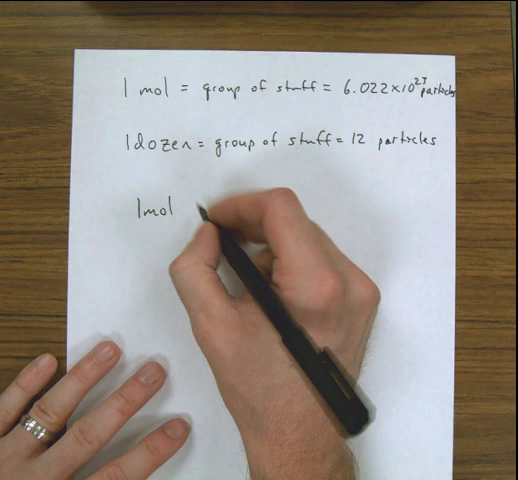 1 mol = group of stuff = 6.022×10²³ particles
1 dozen = group of stuff = 12 particles
1 mol